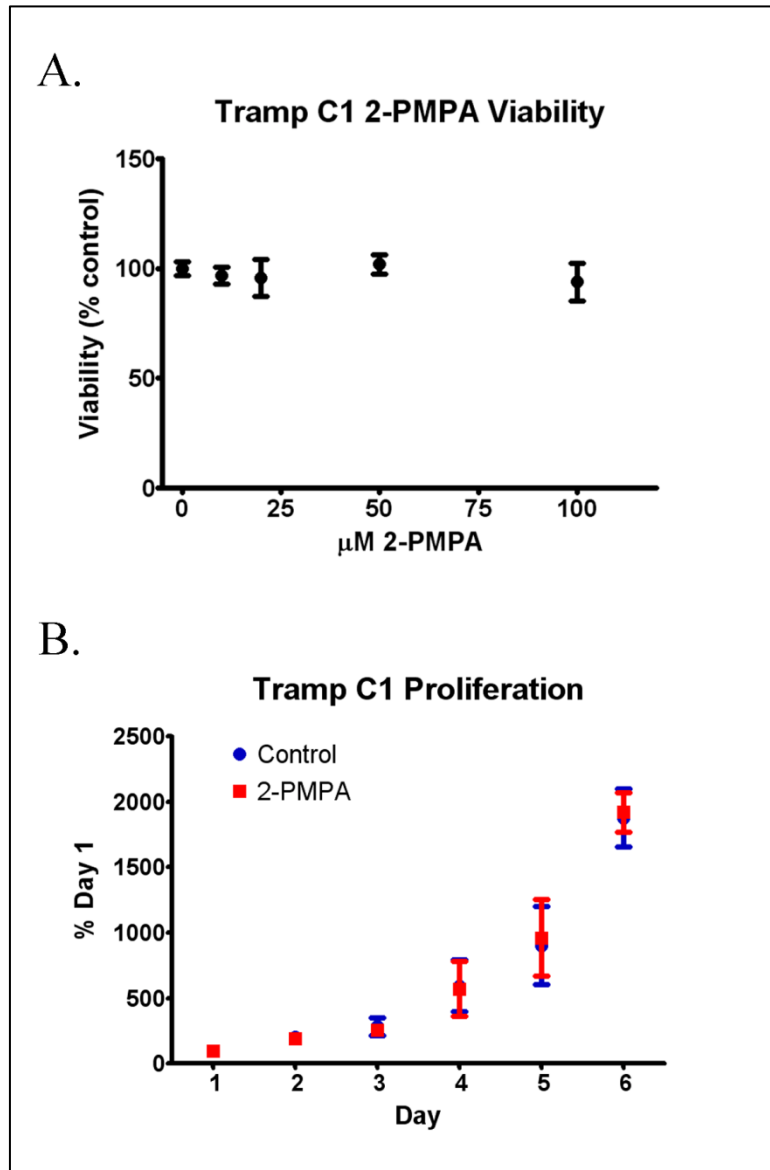 A.
Tramp C1 2-PMPA Viability
150
100
50
0
Viability (% control)
0 25 50 75 100
μM 2-PMPA
B.
Tramp C1 Proliferation
2500
2000
1500
1000
500
0
% Day 1
Control
2-PMPA
1 2 3 4 5 6
Day